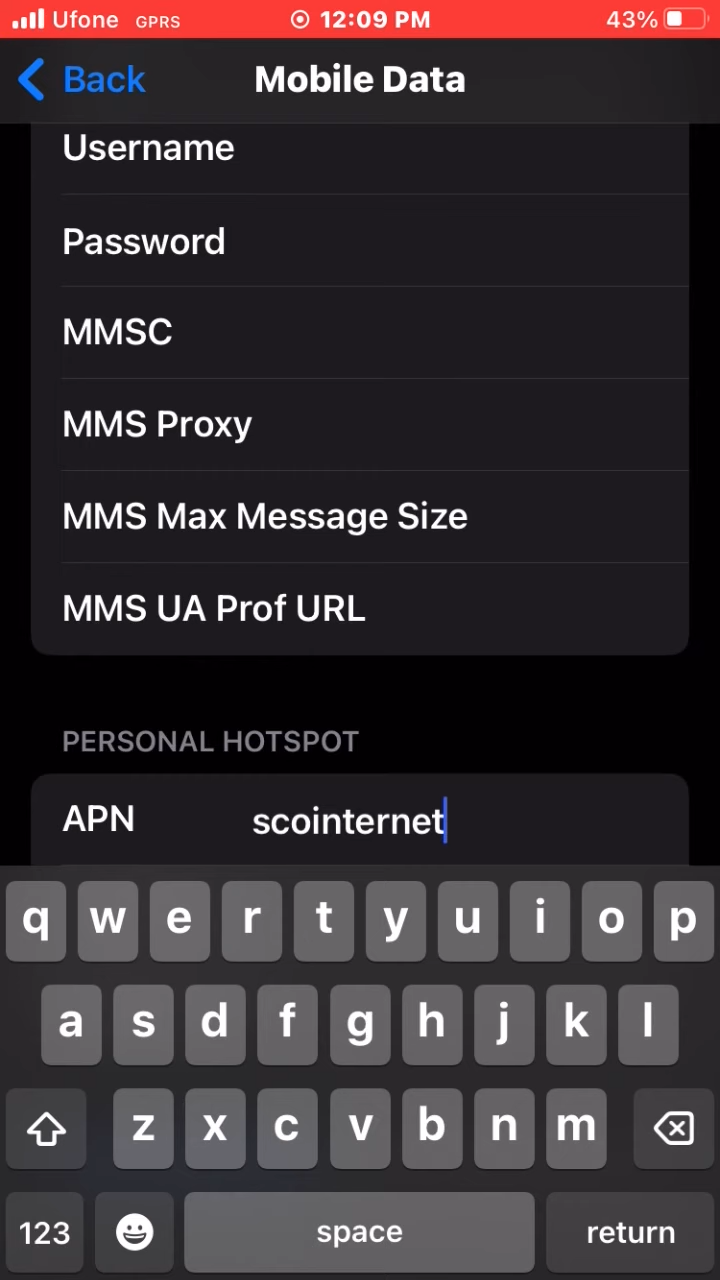 Ufone GPRS 12:09 PM 43%
Back Mobile Data
Username
Password
MMSC
MMS Proxy
MMS Max Message Size
MMS UA Prof URL
PERSONAL HOTSPOT
APN scointernet
q w e r t y u i o p
a s d f g h j k l
z x c v b n m
123 space return